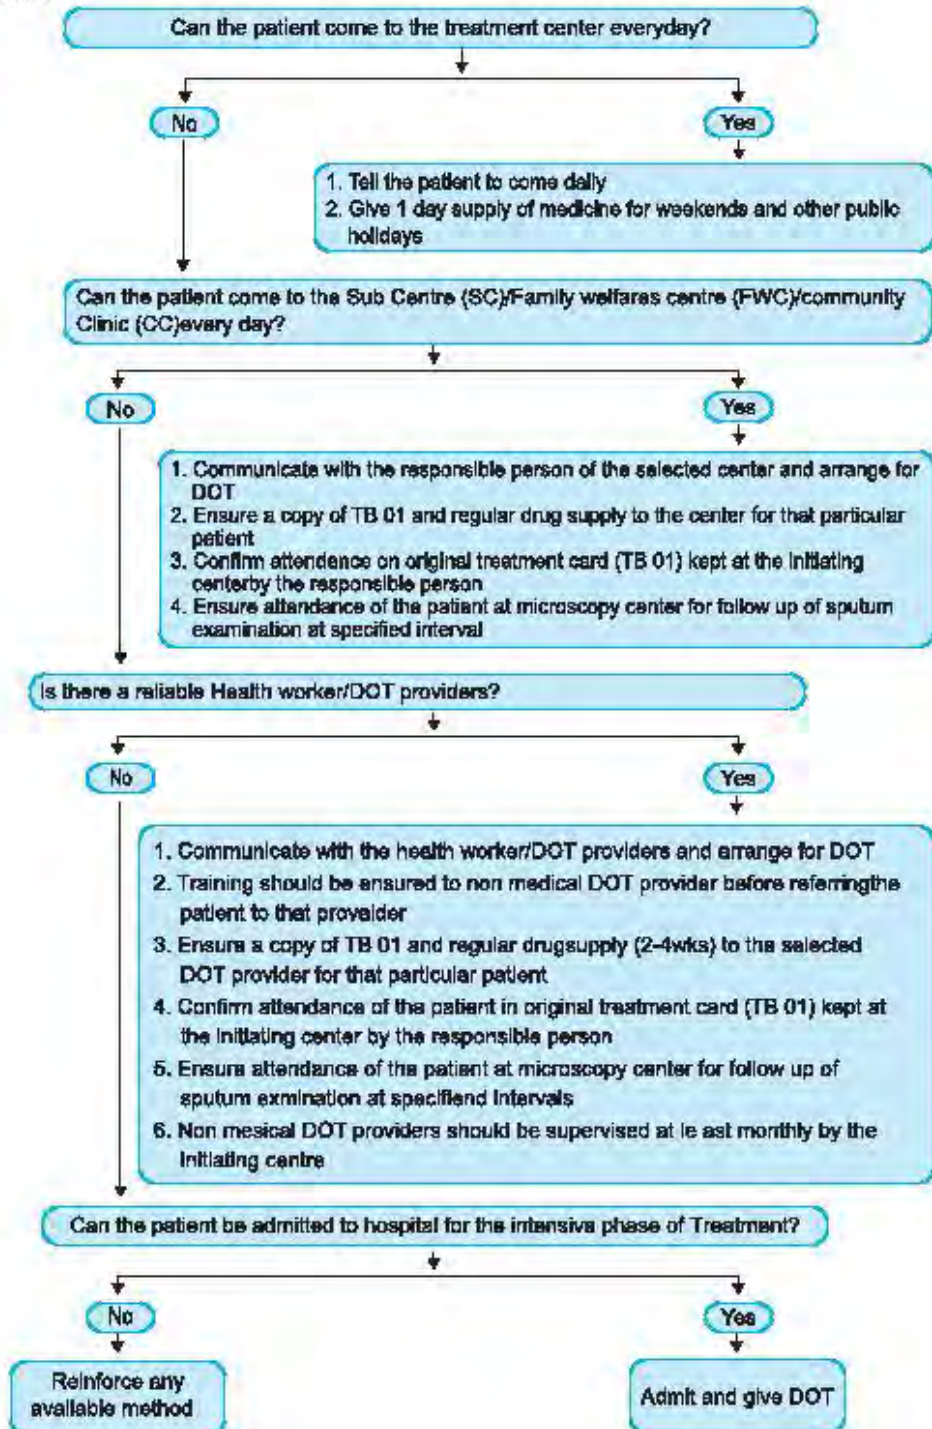 Can the patient come to the treatment center everyday?
No
Yes
1. Tell the patient to come daily
2. Give 1 day supply of medicine for weekends and other public
holidays
Can the patient come to the Sub Centre (SC)/Family welfares centre (FWC)/community
Clinic (CC)every day?
No
Yes
1. Communicate with the responsible person of the selected center and arrange for
DOT
2. Ensure a copy of TB 01 and regular drug supply to the center for that particular
patient
3. Confirm attendence on original treatment card (TB 01) kept at the initiating
centerby the responsible person
4. Ensure attendance of the patient at microscopy center for follow up of sputum
examination at specified interval
Is there a reliable Health worker/DOT providers?
No
Yes
1. Communicate with the health worker/DOT providers and arrange for DOT
2. Training should be ensured to non medical DOT provider before referringthe
patient to that provaider
3. Ensure a copy of TB 01 and regular drugsupply (2-4wks) to the selected
DOT provider for that particular patient
4. Confirm attendance of the patient in original treatment card (TB 01) kept at
the initiating center by the responsible person
5. Ensure attendance of the patient at microscopy center for follow up of
sputum exmination at specifiend intervals
6. Non mesical DOT providers should be supervised at le ast monthly by the
initiating centre
Can the patient be admitted to hospital for the intensive phase of Treatment?
No
Yes
Reinforce any
available method
Admit and give DOT